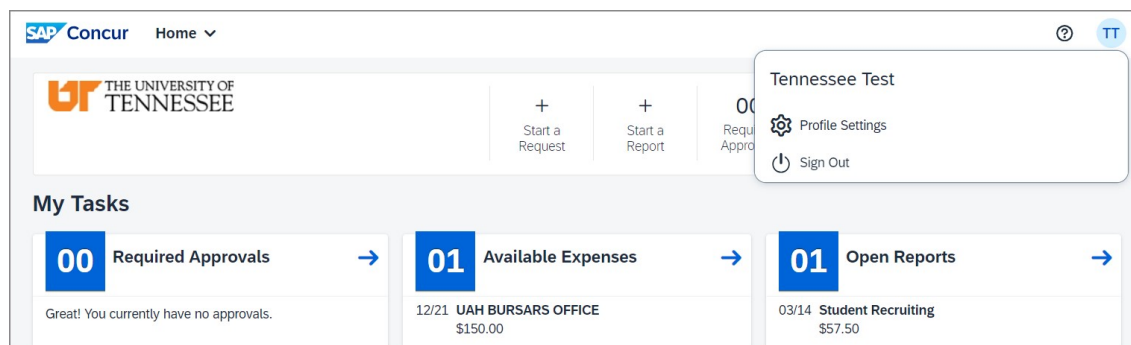 SAP Concur Home
TT
Tennessee Test
Profile Settings
Sign Out
UT THE UNIVERSITY OF
TENNESSEE
+ + 00
Start a Start a
Request Report
My Tasks
00 Required Approvals
Great! You currently have no approvals.
01 Available Expenses
12/21 UAH BURSARS OFFICE
$150.00
01 Open Reports
03/14 Student Recruiting
$57.50